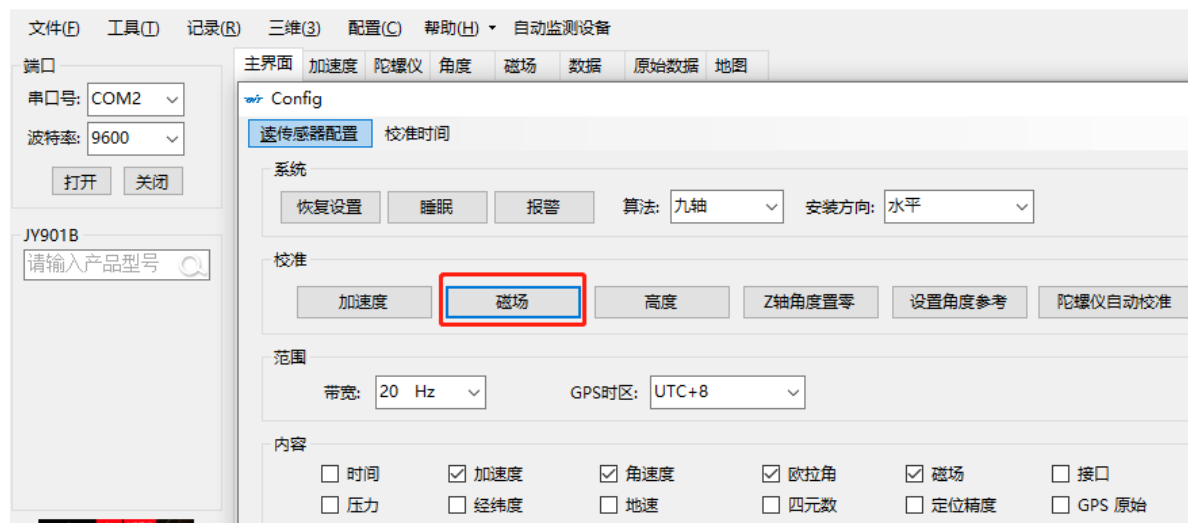 文件(F) 工具(T) 记录(R) 三维(3) 配置(C) 帮助(H) 自动监测设备
端口
串口号: COM2
波特率: 9600
打开 关闭
JY901B
请输入产品型号
主界面 加速度 陀螺仪 角度 磁场 数据 原始数据 地图
wit Config
读传感器配置 校准时间
系统
恢复设置 睡眠 报警 算法: 九轴 安装方向: 水平
校准
加速度 磁场 高度 Z轴角度置零 设置角度参考 陀螺仪自动校准
范围
带宽: 20 Hz GPS时区: UTC+8
内容
时间 加速度 角速度 欧拉角 磁场 接口
压力 经纬度 地速 四元数 定位精度 GPS 原始